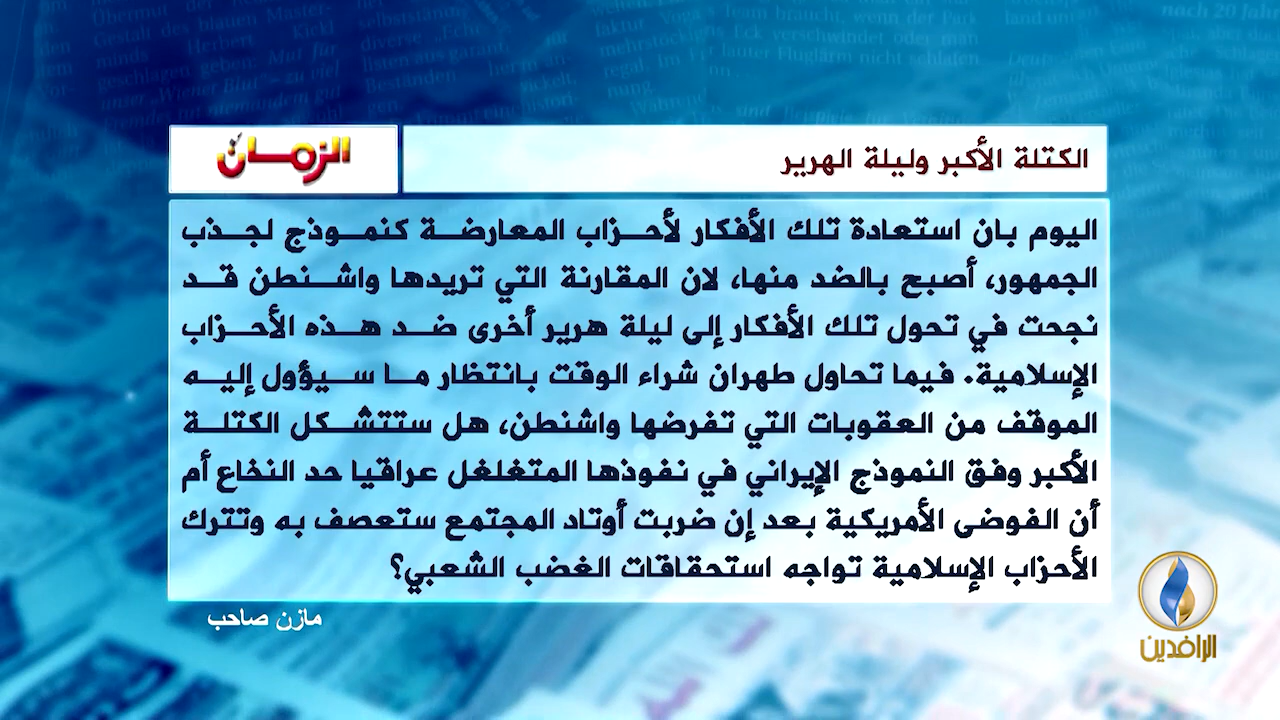 الكتلة الأكبر وليلة الهرير
الزمان
اليوم بان استعادة تلك الأفكار لأحزاب المعارضة كنموذج لجذب
الجمهور، أصبح بالضد منها، لان المقارنة التي تريدها واشنطن قد
نجحت في تحول تلك الأفكار إلى ليلة هرير أخرى ضد هذه الأحزاب
الإسلامية. فيما تحاول طهران شراء الوقت بانتظار ما سيؤول إليه
الموقف من العقوبات التي تفرضها واشنطن، هل ستتشكل الكتلة
الأكبر وفق النموذج الإيراني في نفوذها المتغلغل عراقيا حد النخاع أم
أن الفوضى الأمريكية بعد إن ضربت أوتاد المجتمع ستعصف به وتترك
الأحزاب الإسلامية تواجه استحقاقات الغضب الشعبي؟
مازن صاحب
الرافدين